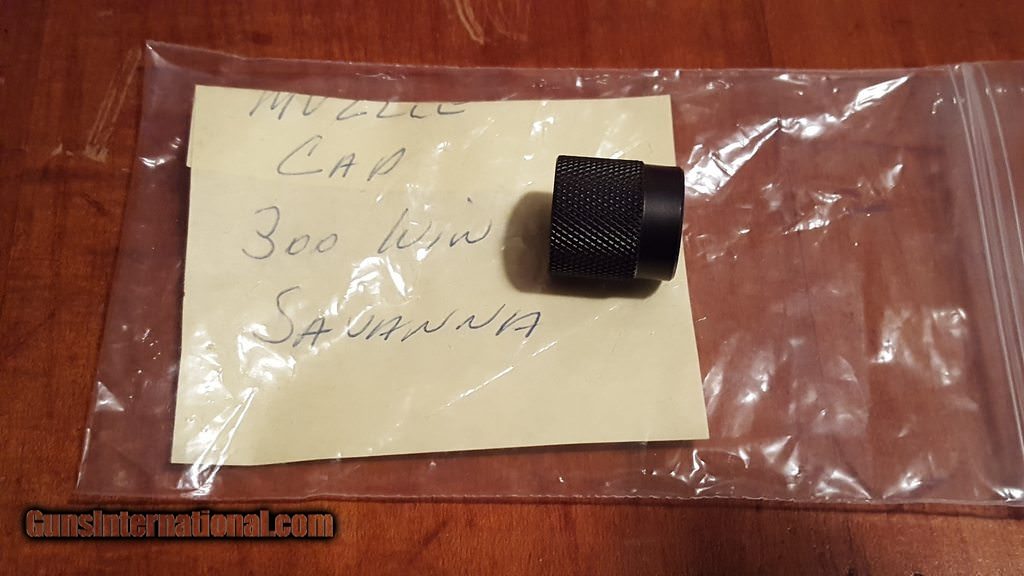 MUZZLE
CAP
300 WIN
SAVANNA
GunsInternational.com